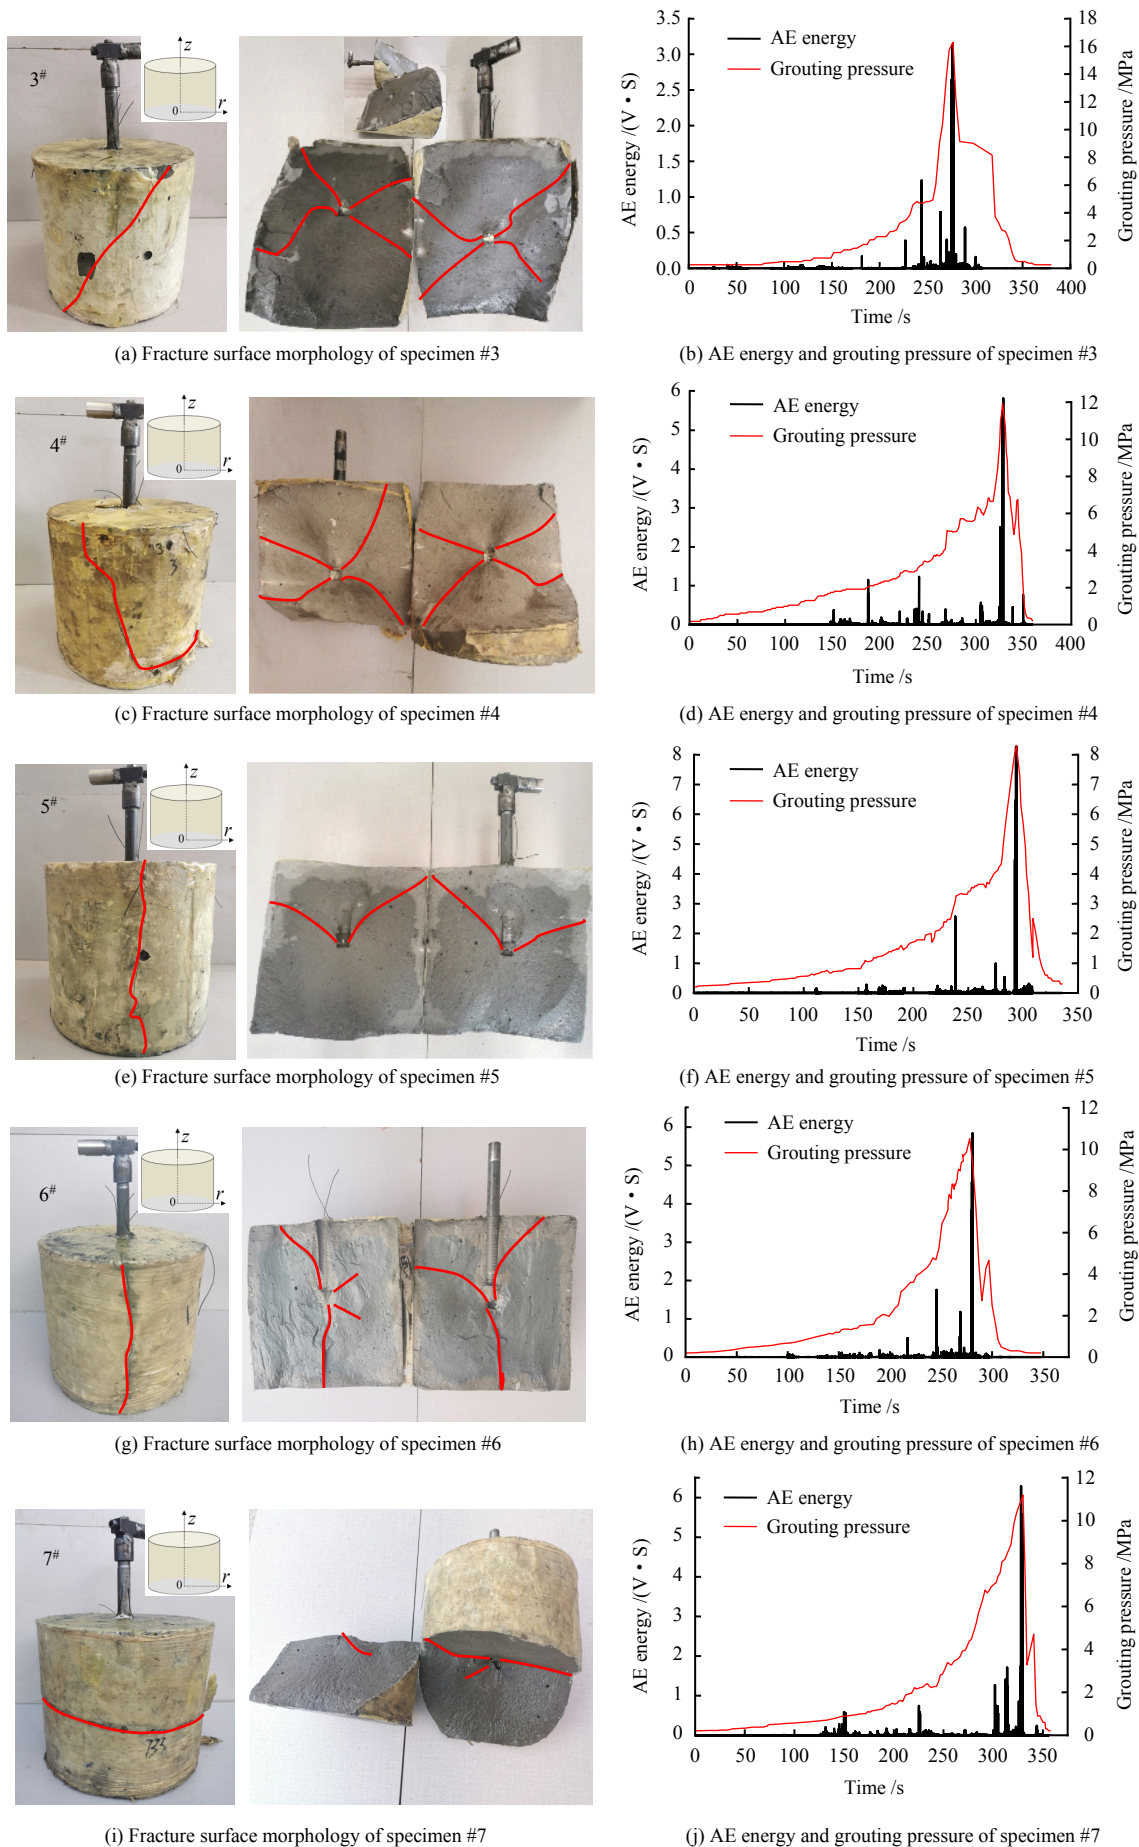 3#
z
0
r
(a) Fracture surface morphology of specimen #3
AE energy
Grouting pressure
AE energy /(V • S)
3.5
3.0
2.5
2.0
1.5
1.0
0.5
0.0
18
16
14
12
10
8
6
4
2
0
Grouting pressure /MPa
0 50 100 150 200 250 300 350 400
Time /s
(b) AE energy and grouting pressure of specimen #3
4#
z
0
r
3
(c) Fracture surface morphology of specimen #4
AE energy
Grouting pressure
AE energy /(V • S)
6
5
4
3
2
1
0
12
10
8
6
4
2
0
Grouting pressure /MPa
0 50 100 150 200 250 300 350 400
Time /s
(d) AE energy and grouting pressure of specimen #4
5#
z
0
r
(e) Fracture surface morphology of specimen #5
AE energy
Grouting pressure
AE energy /(V • S)
8
7
6
5
4
3
2
1
0
8
7
6
5
4
3
2
1
0
Grouting pressure /MPa
0 50 100 150 200 250 300 350
Time /s
(f) AE energy and grouting pressure of specimen #5
6#
z
0
r
(g) Fracture surface morphology of specimen #6
AE energy
Grouting pressure
AE energy /(V • S)
6
5
4
3
2
1
0
12
10
8
6
4
2
0
Grouting pressure /MPa
0 50 100 150 200 250 300 350
Time /s
(h) AE energy and grouting pressure of specimen #6
7#
z
0
r
733
(i) Fracture surface morphology of specimen #7
AE energy
Grouting pressure
AE energy /(V • S)
6
5
4
3
2
1
0
12
10
8
6
4
2
0
Grouting pressure /MPa
0 50 100 150 200 250 300 350
Time /s
(j) AE energy and grouting pressure of specimen #7